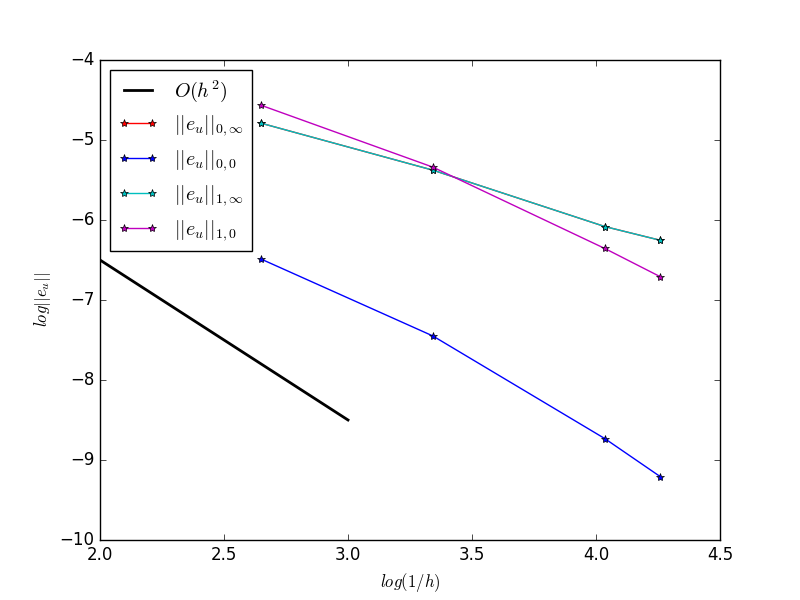 −4
−5
−6
−7
−8
−9
−10
log||e_u||
O(h^2)
||e_u||_{0,∞}
||e_u||_{0,0}
||e_u||_{1,∞}
||e_u||_{1,0}
2.0 2.5 3.0 3.5 4.0 4.5
log(1/h)